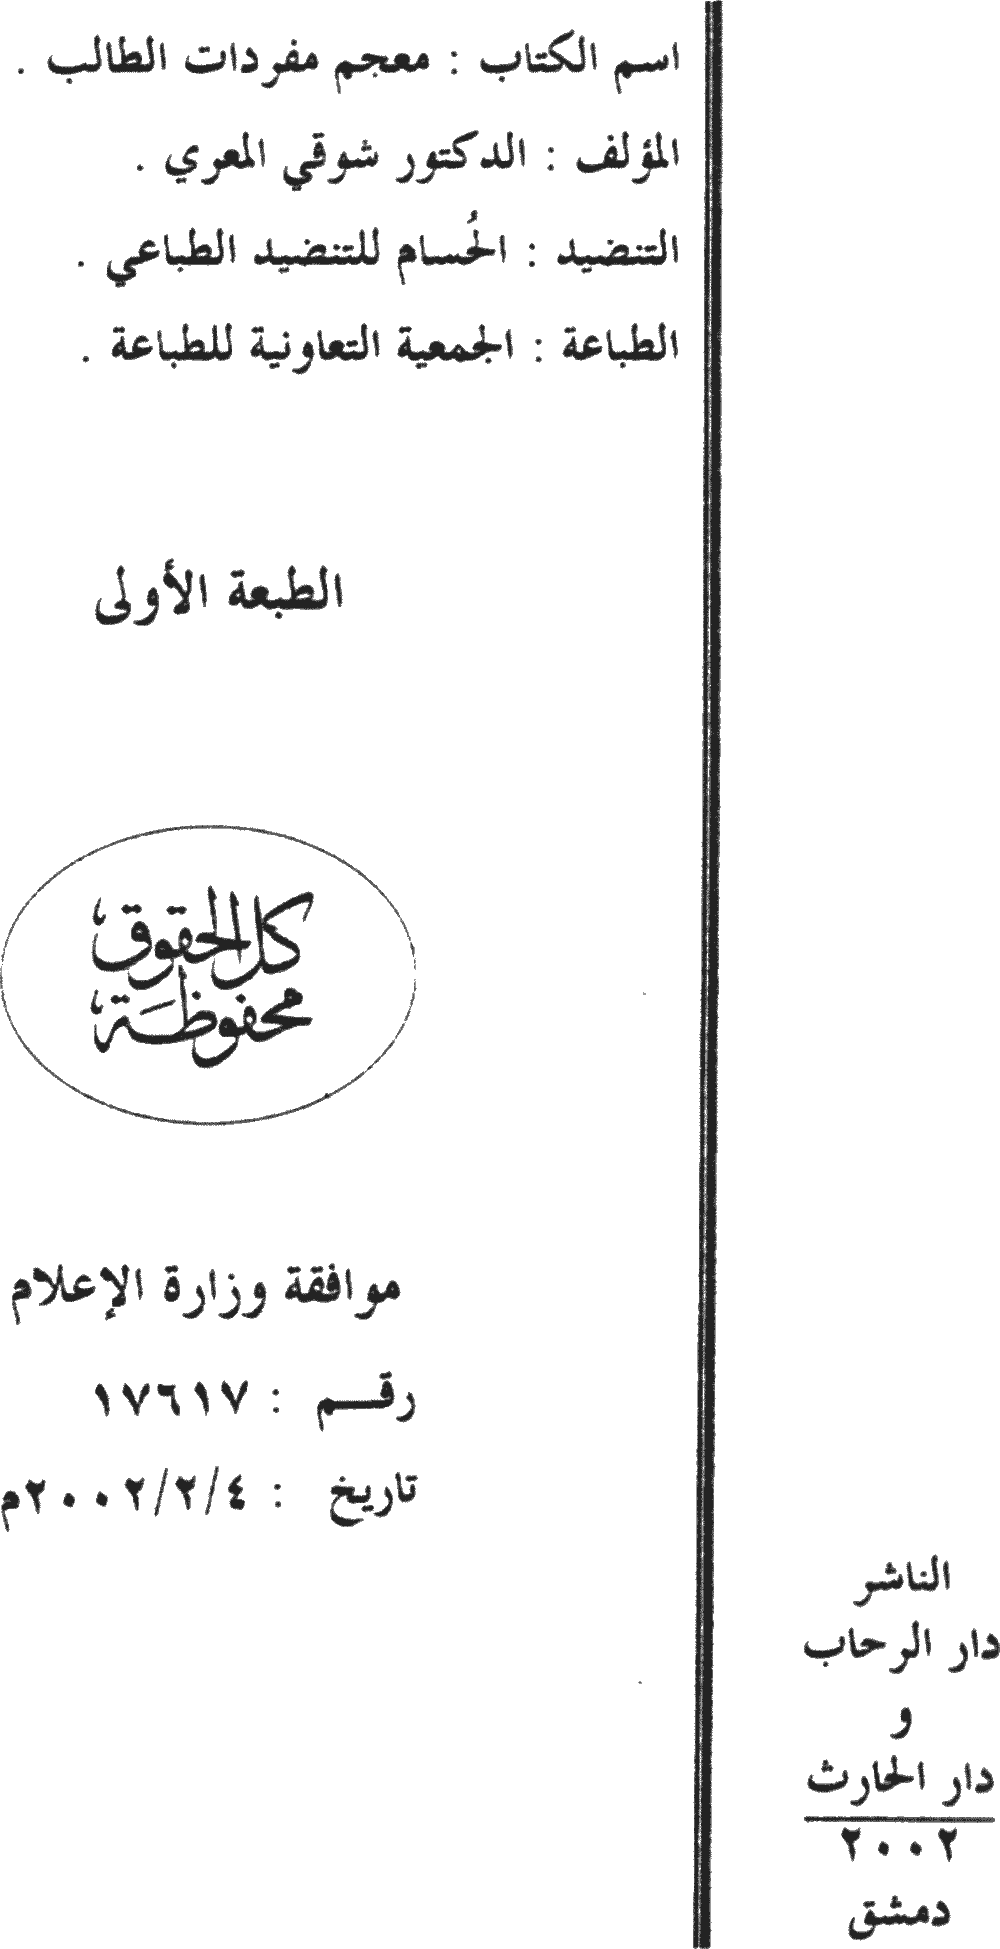 اسم الكتاب : معجم مفردات الطالب .
المؤلف : الدكتور شوقي المعري .
التنضيد : الحُسام للتنضيد الطباعي .
الطباعة : الجمعية التعاونية للطباعة .
الطبعة الأولى
كل الحقوق
محفوظة
موافقة وزارة الإعلام
رقم : ١٧٦١٧
تاريخ : ٢٠٠٢/٢/٤م
الناشر
دار الرحاب
و
دار الحارث
٢٠٠٢
دمشق